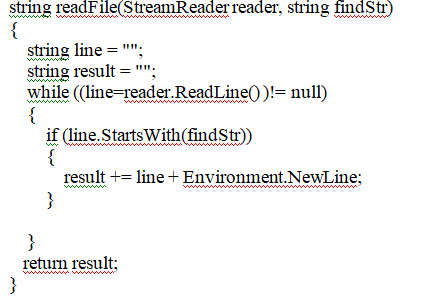 string readFile(StreamReader reader, string findStr)
{
string line = "";
string result = "";
while ((line=reader.ReadLine() )!= null)
{
if (line.StartsWith(findStr))
{
result += line + Environment.NewLine;
}
}
return result;
}